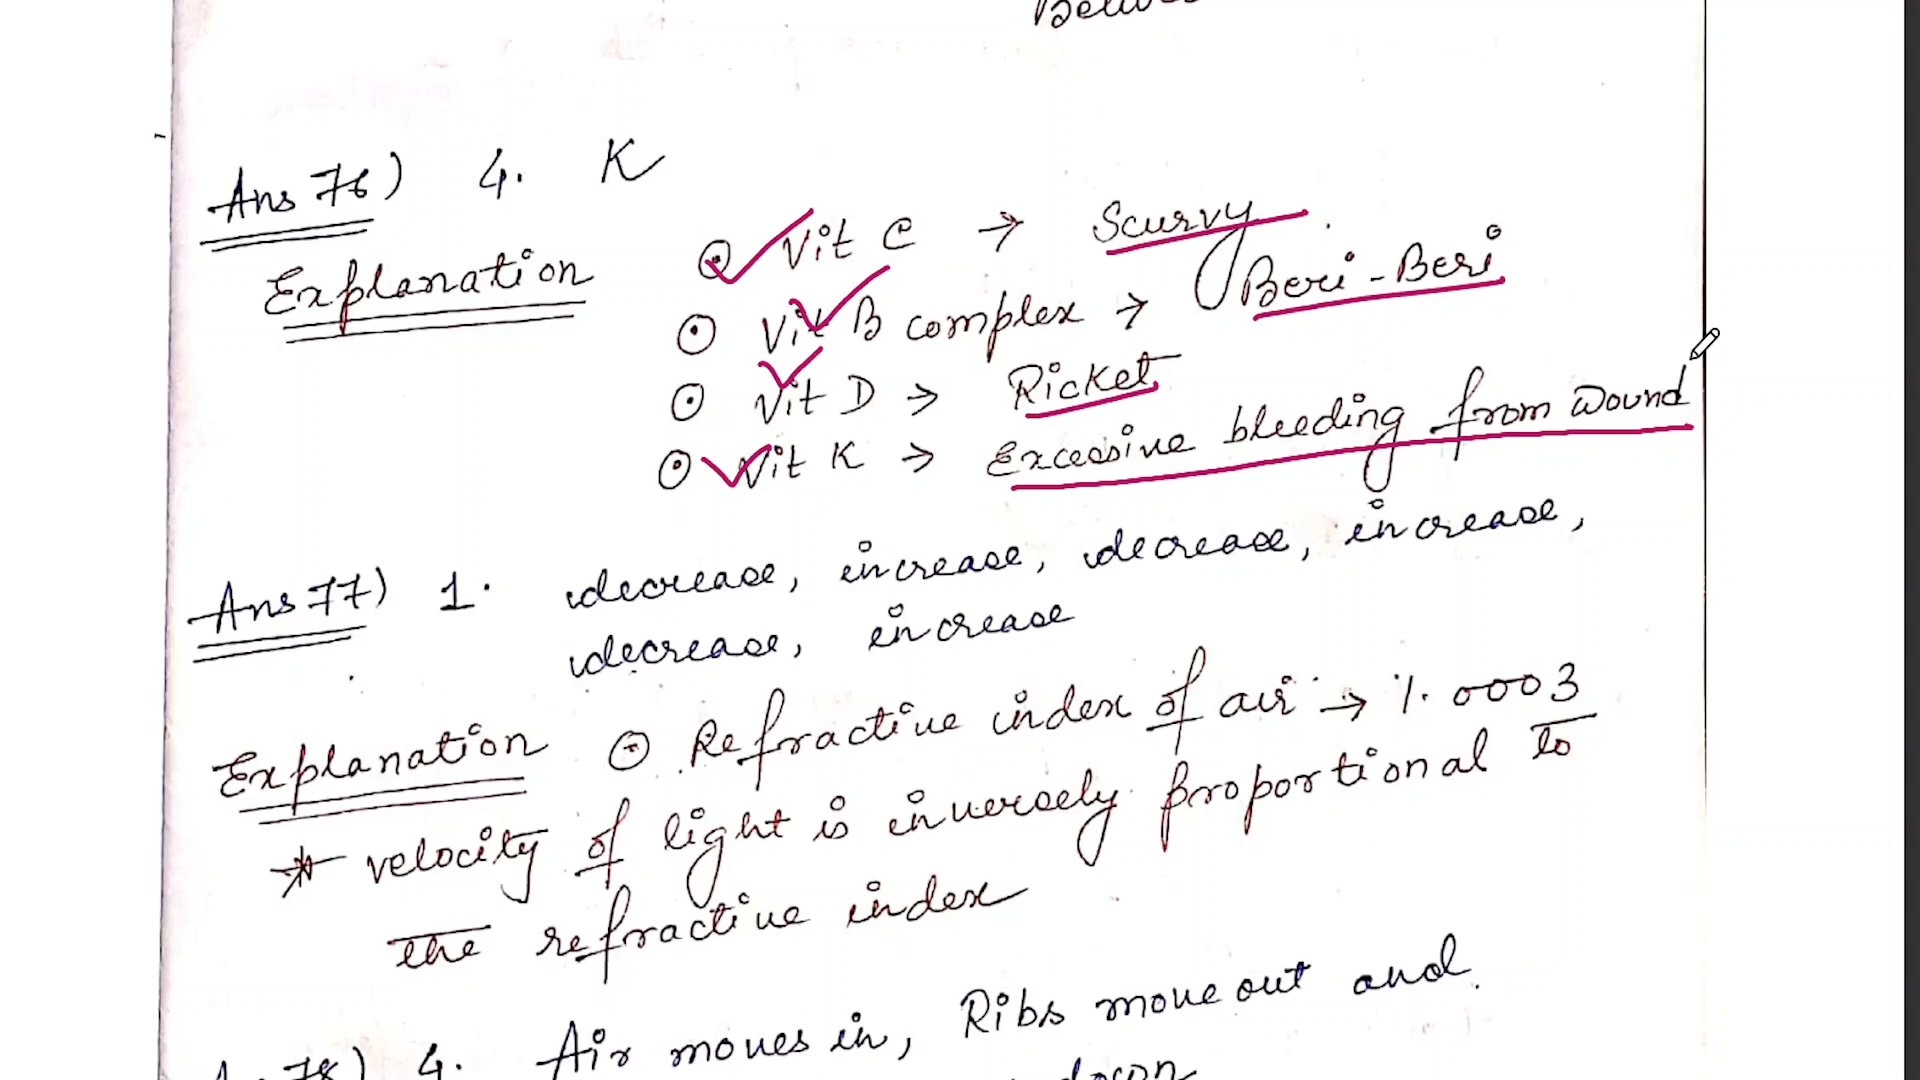 Ans 76) 4. K
Explanation ⊙ Vit C → Scurvy
⊙ Vit B complex → Beri-Beri
⊙ Vit D → Ricket
⊙ Vit K → Excessive bleeding from wound
Ans 77) 1. decrease, increase, decrease, increase,
decrease, increase
Explanation ⊙ Refractive index of air → 1.0003
* velocity of light is inversely proportional to
the refractive index
78) 4. Air moves in, Ribs move out and